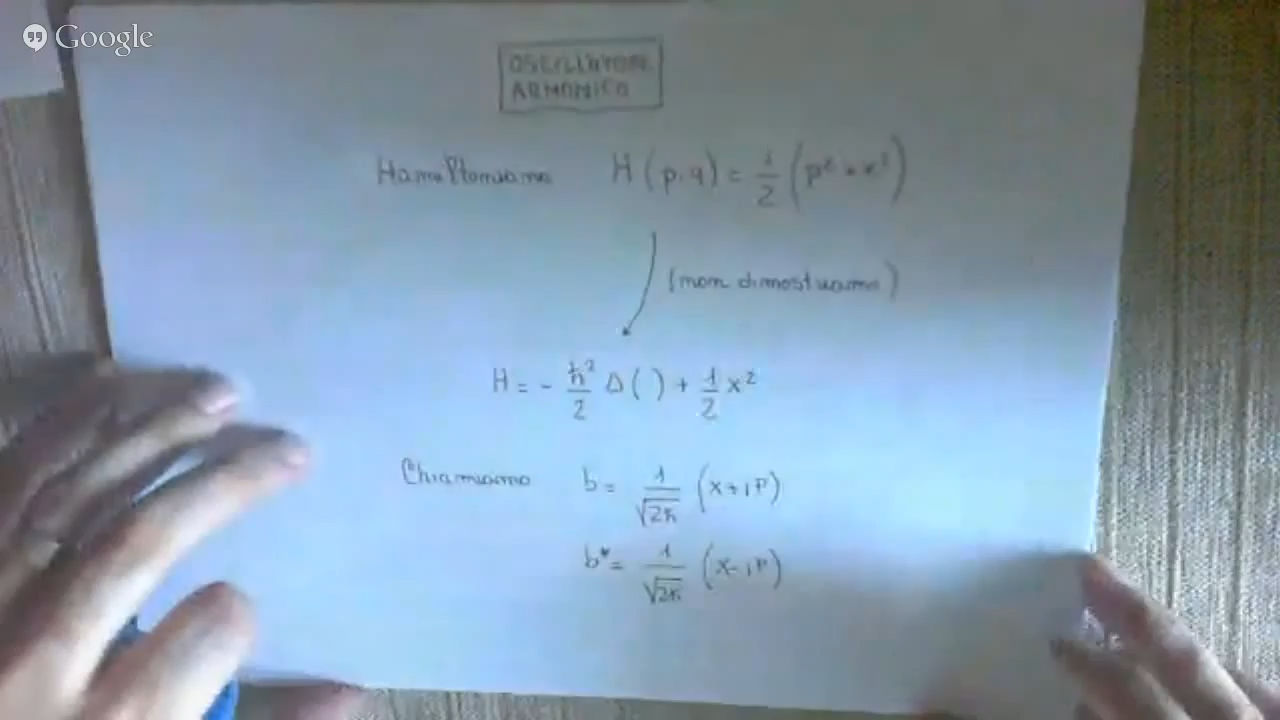 Google
OSCILLATORE
ARMONICO
Hamiltoniana H(p,q) = 1/2 (p² + x²)
(non dimostriamo)
H = - ℏ²/2 Δ( ) + 1/2 x²
Chiamiamo b = 1/√2ℏ (x+ip)
b* = 1/√2ℏ (x-ip)